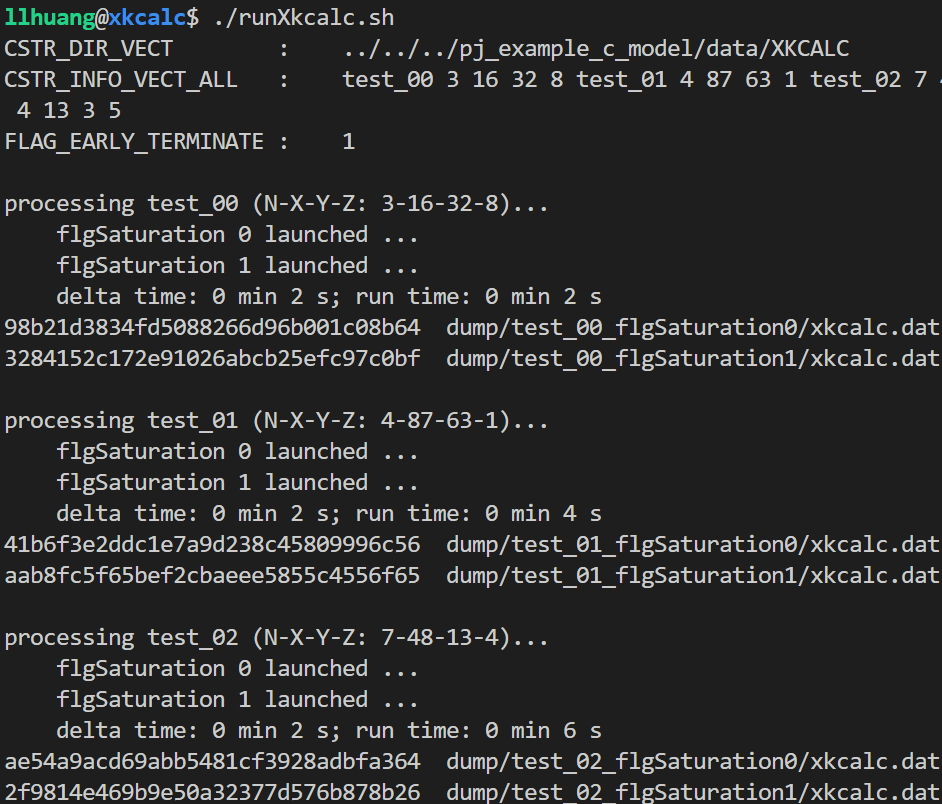 llhuang@xkcalc$ ./runXkcalc.sh
CSTR_DIR_VECT        :    ../../../pj_example_c_model/data/XKCALC
CSTR_INFO_VECT_ALL   :    test_00 3 16 32 8 test_01 4 87 63 1 test_02 7
 4 13 3 5
FLAG_EARLY_TERMINATE :    1

processing test_00 (N-X-Y-Z: 3-16-32-8)...
    flgSaturation 0 launched ...
    flgSaturation 1 launched ...
    delta time: 0 min 2 s; run time: 0 min 2 s
98b21d3834fd5088266d96b001c08b64  dump/test_00_flgSaturation0/xkcalc.dat
3284152c172e91026abcb25efc97c0bf  dump/test_00_flgSaturation1/xkcalc.dat

processing test_01 (N-X-Y-Z: 4-87-63-1)...
    flgSaturation 0 launched ...
    flgSaturation 1 launched ...
    delta time: 0 min 2 s; run time: 0 min 4 s
41b6f3e2ddc1e7a9d238c45809996c56  dump/test_01_flgSaturation0/xkcalc.dat
aab8fc5f65bef2cbaeee5855c4556f65  dump/test_01_flgSaturation1/xkcalc.dat

processing test_02 (N-X-Y-Z: 7-48-13-4)...
    flgSaturation 0 launched ...
    flgSaturation 1 launched ...
    delta time: 0 min 2 s; run time: 0 min 6 s
ae54a9acd69abb5481cf3928adbfa364  dump/test_02_flgSaturation0/xkcalc.dat
2f9814e469b9e50a32377d576b878b26  dump/test_02_flgSaturation1/xkcalc.dat